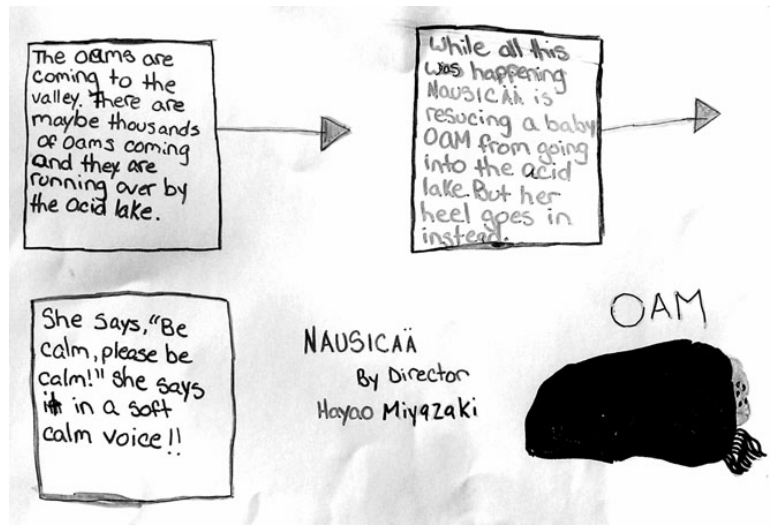 The oams are
coming to the
valley. There are
maybe thousands
of oams coming
and they are
running over by
the acid lake.
While all this
was happening
NAUSICÄÄ is
resucing a baby
OAM from going
into the acid
lake. But her
heel goes in
instead.
She says, "Be
calm, please be
calm!" She says
it in a soft
calm voice!!
NAUSICAÄ
By Director
Hayao Miyazaki
OAM